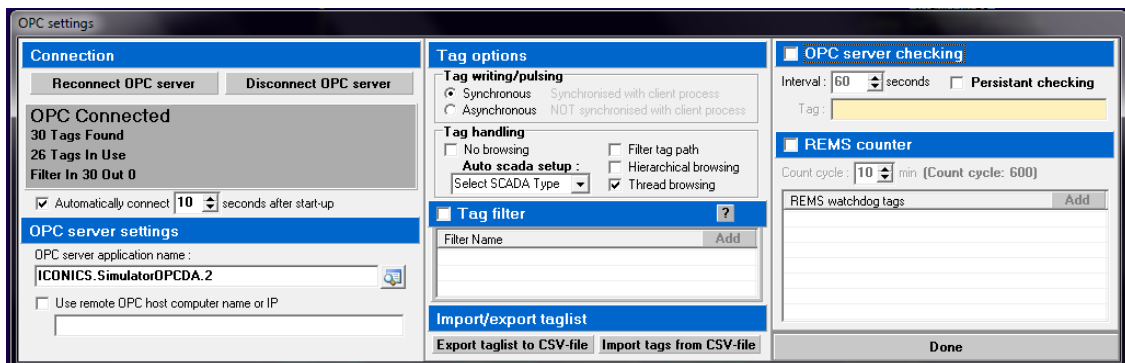 OPC settings
Connection
Reconnect OPC server
Disconnect OPC server
OPC Connected
30 Tags Found
26 Tags In Use
Filter In 30 Out 0
Automatically connect 10 seconds after start-up
OPC server settings
OPC server application name :
ICONICS.SimulatorOPCDA.2
Use remote OPC host computer name or IP
Tag options
Tag writing/pulsing
Synchronous Synchronised with client process
Asynchronous NOT synchronised with client process
Tag handling
No browsing
Filter tag path
Auto scada setup :
Hierarchical browsing
Select SCADA Type
Thread browsing
Tag filter ?
Filter Name Add
Import/export taglist
Export taglist to CSV-file
Import tags from CSV-file
OPC server checking
Interval : 60 seconds Persistant checking
Tag :
REMS counter
Count cycle : 10 min (Count cycle: 600)
REMS watchdog tags Add
Done